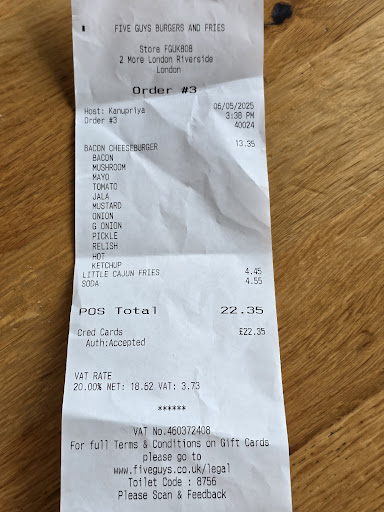 FIVE GUYS BURGERS AND FRIES
Store FGUK808
2 More London Riverside
London
Order #3
Host: Kanupriya 06/05/2025
Order #3 3:38 PM
40024
BACON CHEESEBURGER 13.35
BACON
MUSHROOM
MAYO
TOMATO
JALA
MUSTARD
ONION
G ONION
PICKLE
RELISH
HOT
KETCHUP
LITTLE CAJUN FRIES 4.45
SODA 4.55
POS Total 22.35
Cred Cards £22.35
Auth:Accepted
VAT RATE
20.00% NET: 18.62 VAT: 3.73
******
VAT No.460372408
For full Terms & Conditions on Gift Cards
please go to
www.fiveguys.co.uk/legal
Toilet Code : 8756
Please Scan & Feedback